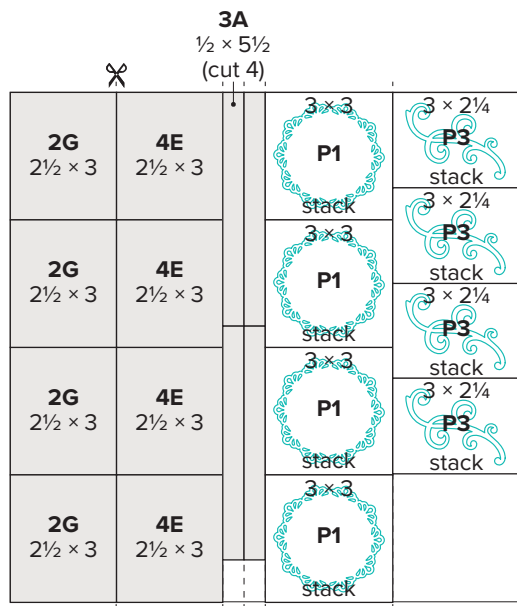 3A
½ × 5½
(cut 4)
2G
2½ × 3
4E
2½ × 3
3 × 3
P1
stack
3 × 2¼
P3
stack
2G
2½ × 3
4E
2½ × 3
3 × 3
P1
stack
3 × 2¼
P3
stack
2G
2½ × 3
4E
2½ × 3
3 × 3
P1
stack
3 × 2¼
P3
stack
2G
2½ × 3
4E
2½ × 3
3 × 3
P1
stack
3 × 2¼
P3
stack